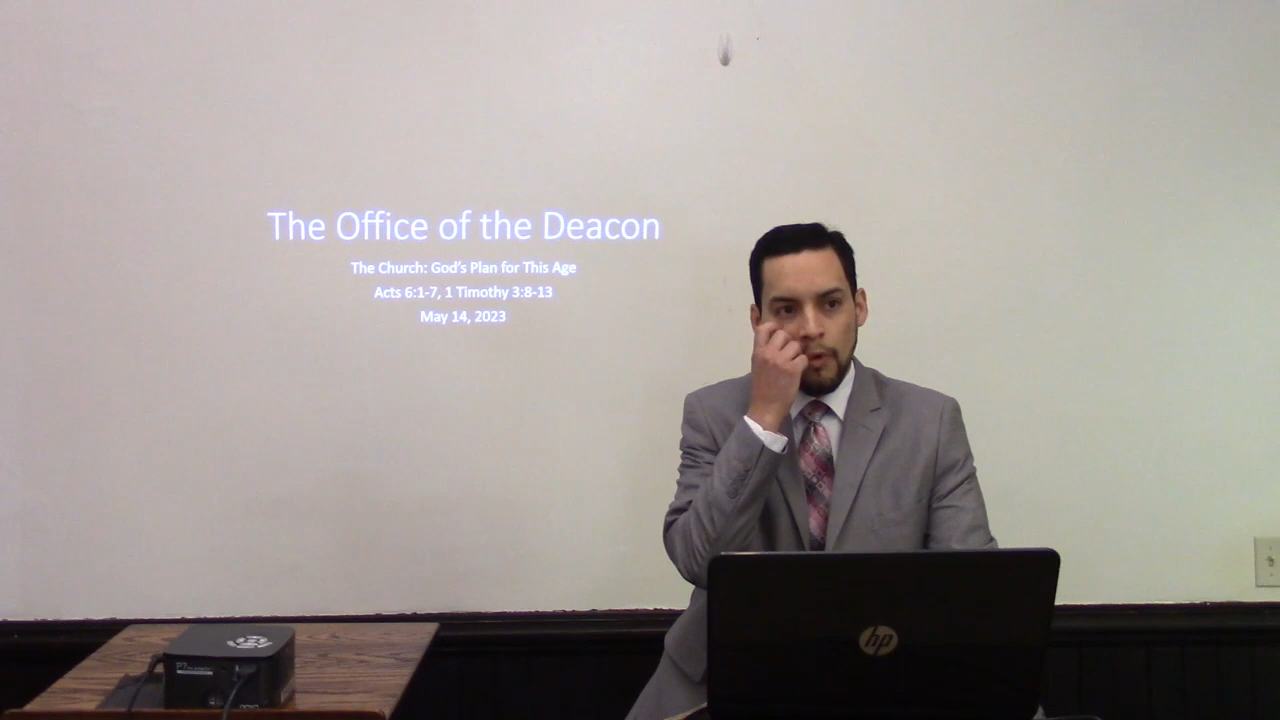 The Office of the Deacon
The Church: God's Plan for This Age
Acts 6:1-7, 1 Timothy 3:8-13
May 14, 2023
hp
P7